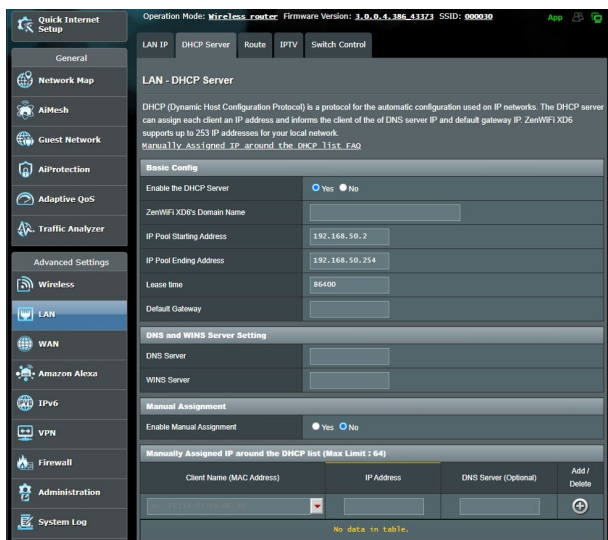 Quick Internet Setup
Operation Mode: Wireless router Firmware Version: 3.0.0.4.386_43373 SSID: 000030
App
General
Network Map
AiMesh
Guest Network
AiProtection
Adaptive QoS
Traffic Analyzer
Advanced Settings
Wireless
LAN
WAN
Amazon Alexa
IPv6
VPN
Firewall
Administration
System Log
LAN IP DHCP Server Route IPTV Switch Control
LAN - DHCP Server
DHCP (Dynamic Host Configuration Protocol) is a protocol for the automatic configuration used on IP networks. The DHCP server
can assign each client an IP address and informs the client of the of DNS server IP and default gateway IP. ZenWiFi XD6
supports up to 253 IP addresses for your local network.
Manually Assigned IP around the DHCP list FAQ
Basic Config
Enable the DHCP Server Yes No
ZenWiFi XD6's Domain Name
IP Pool Starting Address 192.168.50.2
IP Pool Ending Address 192.168.50.254
Lease time 86400
Default Gateway
DNS and WINS Server Setting
DNS Server
WINS Server
Manual Assignment
Enable Manual Assignment Yes No
Manually Assigned IP around the DHCP list (Max Limit : 64)
Client Name (MAC Address) IP Address DNS Server (Optional) Add / Delete
No data in table.